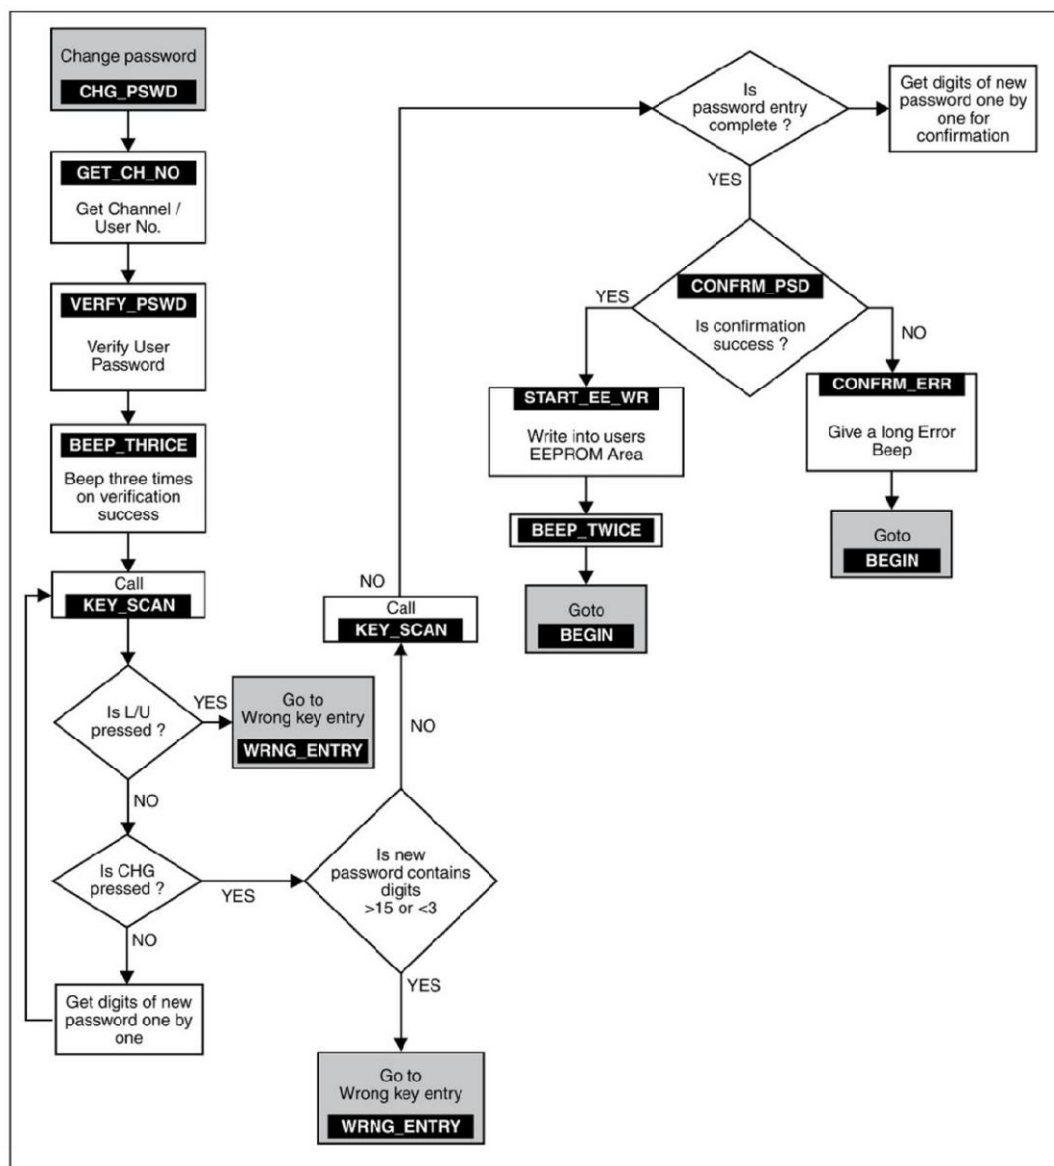 Change password
CHG_PSWD
GET_CH_NO
Get Channel /
User No.
VERFY_PSWD
Verify User
Password
BEEP_THRICE
Beep three times
on verification
success
Call
KEY_SCAN
Is L/U
pressed ?
YES
Go to
Wrong key entry
WRNG_ENTRY
NO
Is CHG
pressed ?
YES
NO
Get digits of new
password one by
one
Is new
password contains
digits
>15 or <3
YES
Go to
Wrong key entry
WRNG_ENTRY
NO
Call
KEY_SCAN
NO
Is
password entry
complete ?
Get digits of new
password one by
one for
confirmation
YES
CONFRM_PSD
Is confirmation
success ?
YES
START_EE_WR
Write into users
EEPROM Area
BEEP_TWICE
Goto
BEGIN
NO
CONFRM_ERR
Give a long Error
Beep
Goto
BEGIN